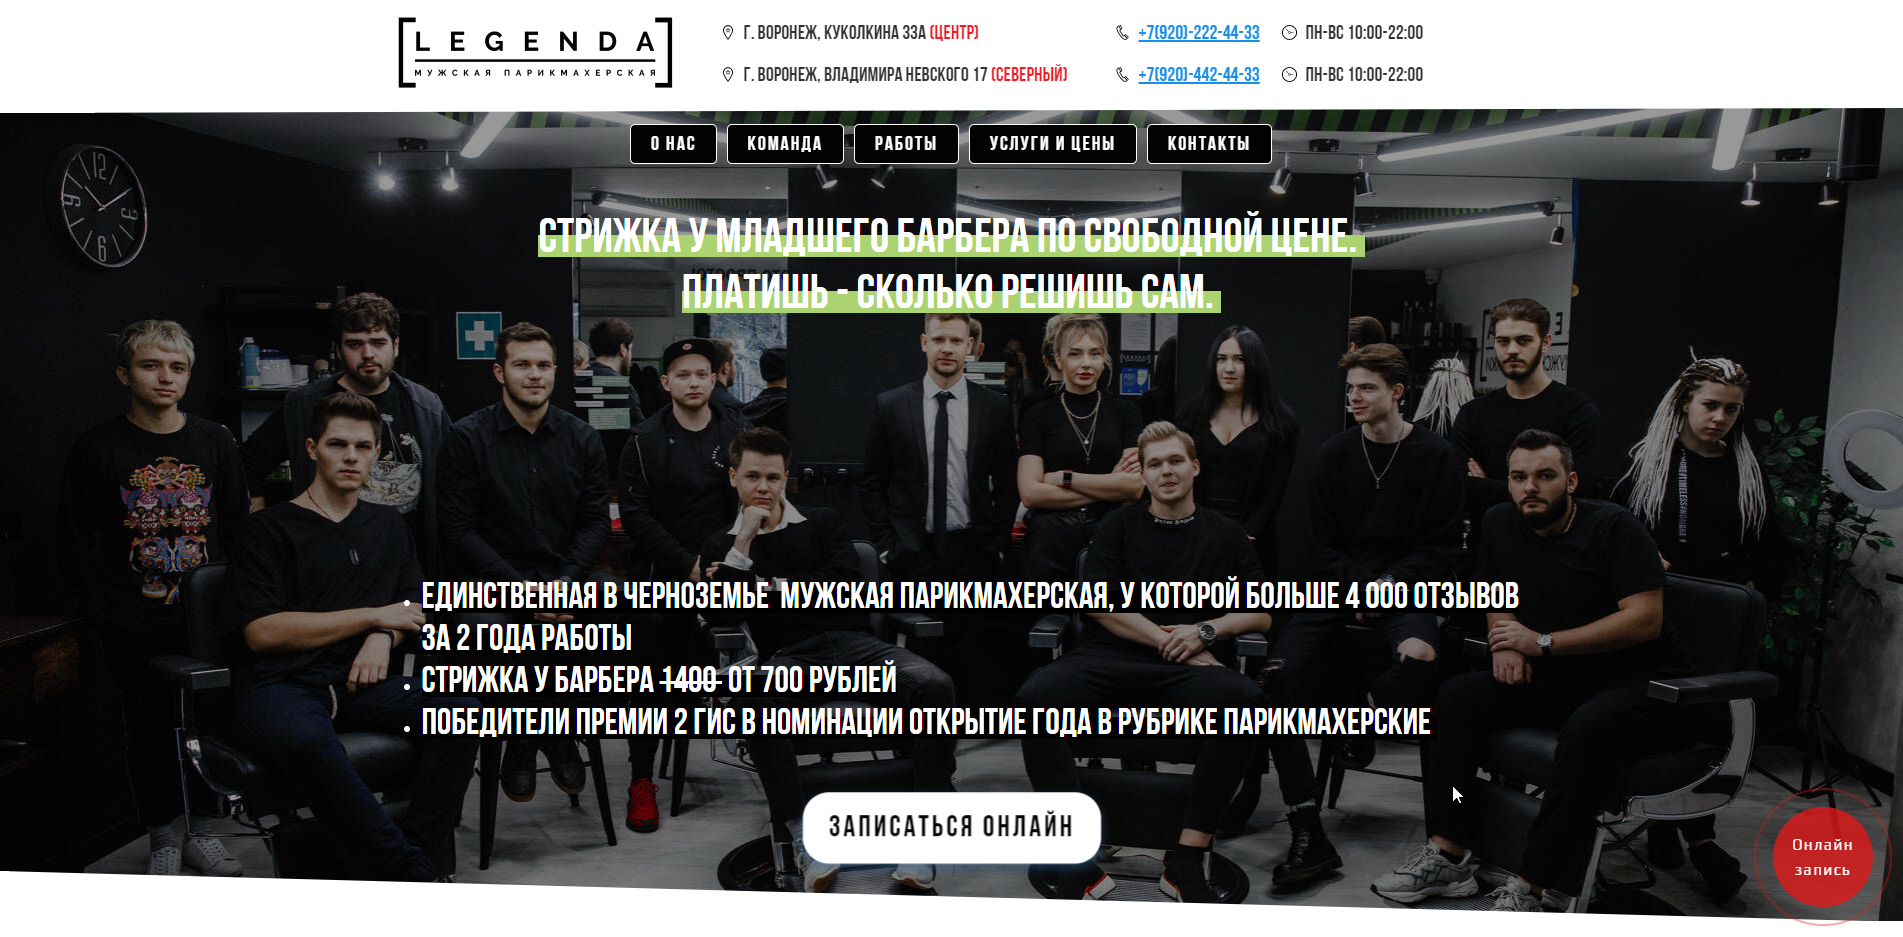 LEGENDA
МУЖСКАЯ ПАРИКМАХЕРСКАЯ
Г. ВОРОНЕЖ, КУКОЛКИНА 33А (ЦЕНТР)
+7(920)-222-44-33
ПН-ВС 10:00-22:00
Г. ВОРОНЕЖ, ВЛАДИМИРА НЕВСКОГО 17 (СЕВЕРНЫЙ)
+7(920)-442-44-33
ПН-ВС 10:00-22:00
О НАС
КОМАНДА
РАБОТЫ
УСЛУГИ И ЦЕНЫ
КОНТАКТЫ
СТРИЖКА У МЛАДШЕГО БАРБЕРА ПО СВОБОДНОЙ ЦЕНЕ.
ПЛАТИШЬ - СКОЛЬКО РЕШИШЬ САМ.
ЕДИНСТВЕННАЯ В ЧЕРНОЗЕМЬЕ МУЖСКАЯ ПАРИКМАХЕРСКАЯ, У КОТОРОЙ БОЛЬШЕ 4 000 ОТЗЫВОВ
ЗА 2 ГОДА РАБОТЫ
СТРИЖКА У БАРБЕРА 1400 ОТ 700 РУБЛЕЙ
ПОБЕДИТЕЛИ ПРЕМИИ 2 ГИС В НОМИНАЦИИ ОТКРЫТИЕ ГОДА В РУБРИКЕ ПАРИКМАХЕРСКИЕ
ЗАПИСАТЬСЯ ОНЛАЙН
Онлайн
запись